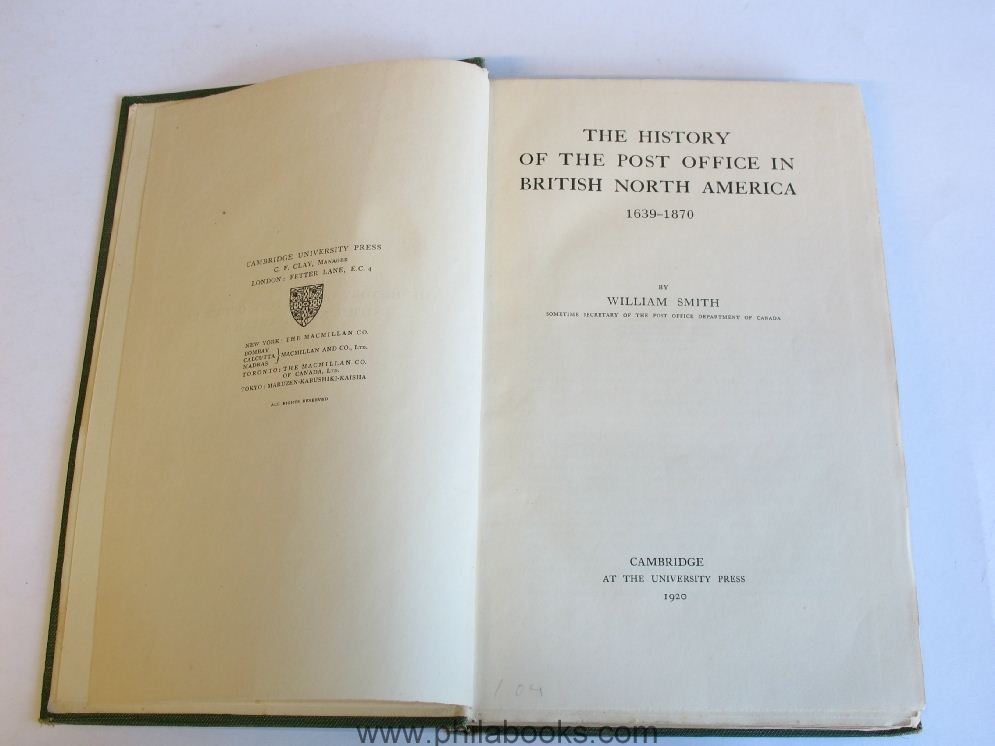 CAMBRIDGE UNIVERSITY PRESS
C. F. CLAY, MANAGER
LONDON: FETTER LANE, E.C. 4
NEW YORK: THE MACMILLAN CO.
BOMBAY
CALCUTTA } MACMILLAN AND CO., LTD.
MADRAS
TORONTO: THE MACMILLAN CO.
OF CANADA, LTD.
TOKYO: MARUZEN-KABUSHIKI-KAISHA
ALL RIGHTS RESERVED
THE HISTORY
OF THE POST OFFICE IN
BRITISH NORTH AMERICA
1639-1870
BY
WILLIAM SMITH
SOMETIME SECRETARY OF THE POST OFFICE DEPARTMENT OF CANADA
CAMBRIDGE
AT THE UNIVERSITY PRESS
1920
www.philabooks.com